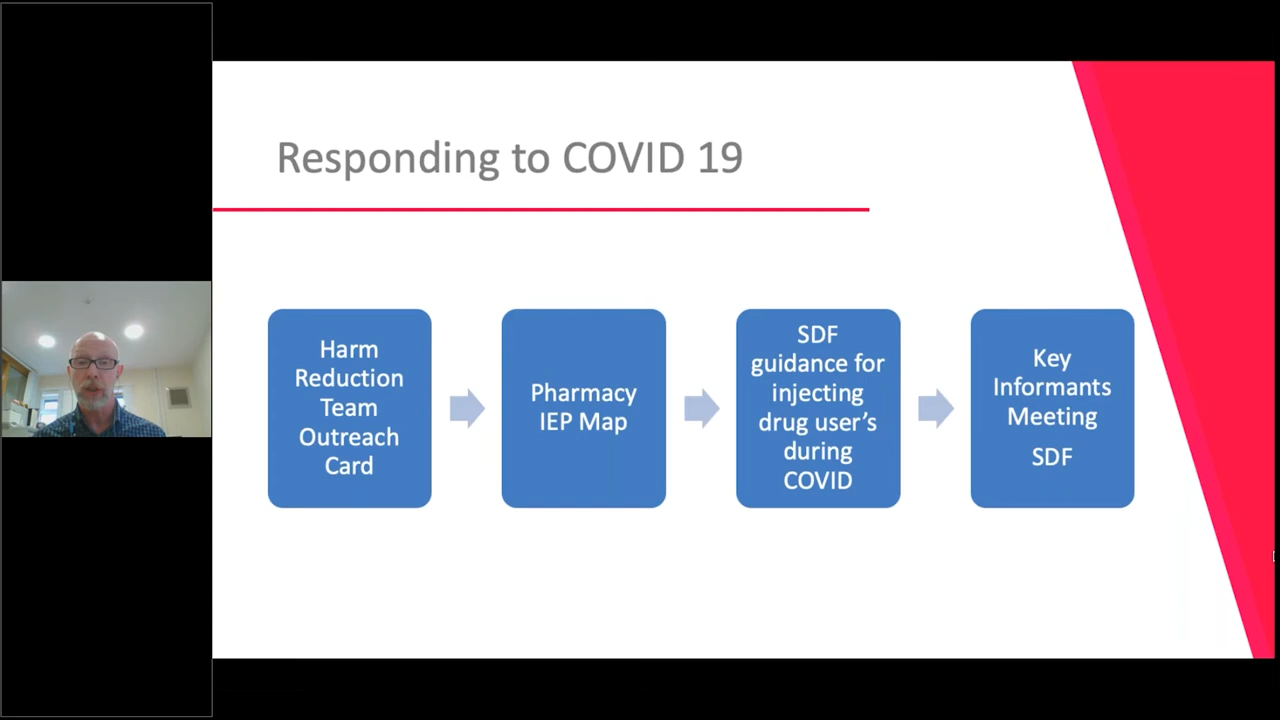 Responding to COVID 19
Harm
Reduction
Team
Outreach
Card
Pharmacy
IEP Map
SDF
guidance for
injecting
drug user’s
during
COVID
Key
Informants
Meeting
SDF